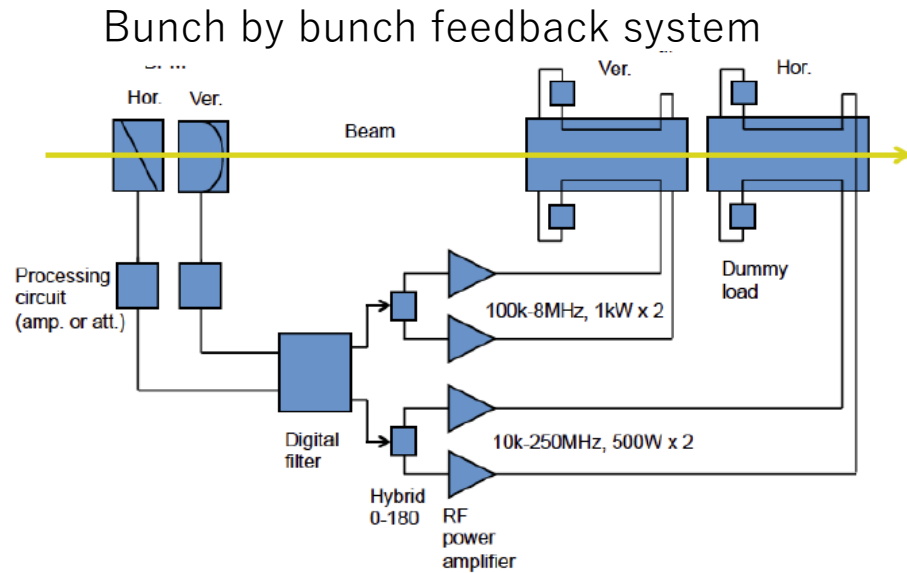 Bunch by bunch feedback system
Hor.
Ver.
Beam
Ver.
Hor.
Processing
circuit
(amp. or att.)
Dummy
load
100k-8MHz, 1kW x 2
10k-250MHz, 500W x 2
Digital
filter
Hybrid
0-180
RF
power
amplifier